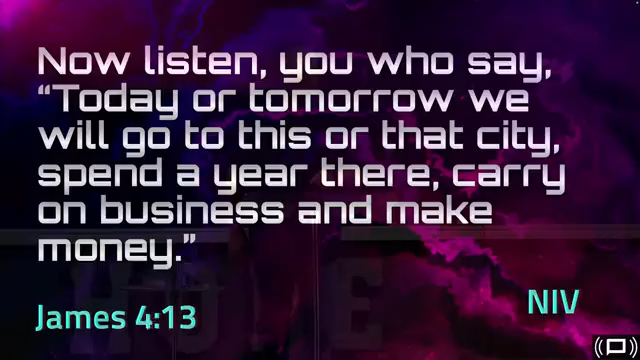 Now listen, you who say,
“Today or tomorrow we
will go to this or that city,
spend a year there, carry
on business and make
money.”
James 4:13
NIV
HOPE